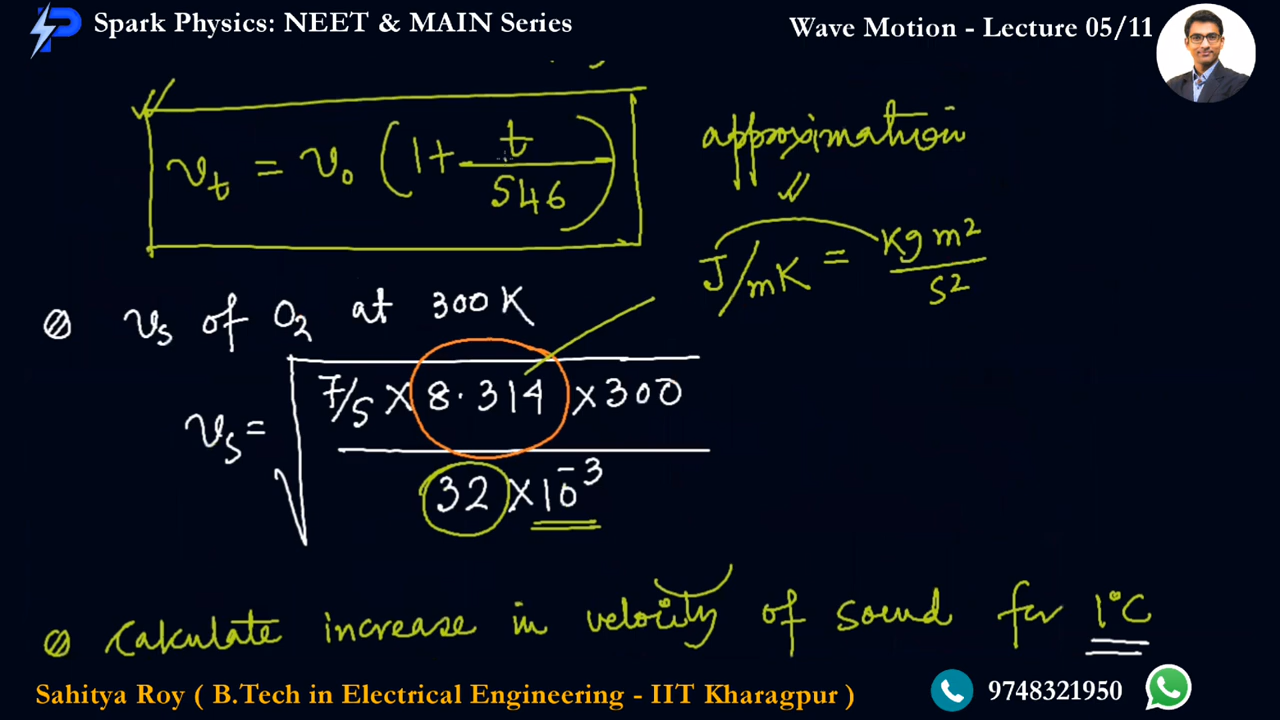 Spark Physics: NEET & MAIN Series
Wave Motion - Lecture 05/11
v_t = v_0 (1 + t/546)
approximation
J/mK = Kg m²/s²
v_s of O₂ at 300 K
v_s = √(7/5 × 8.314 × 300 / 32 × 10⁻³)
Calculate increase in velocity of sound for 1°C
Sahitya Roy ( B.Tech in Electrical Engineering - IIT Kharagpur )
9748321950